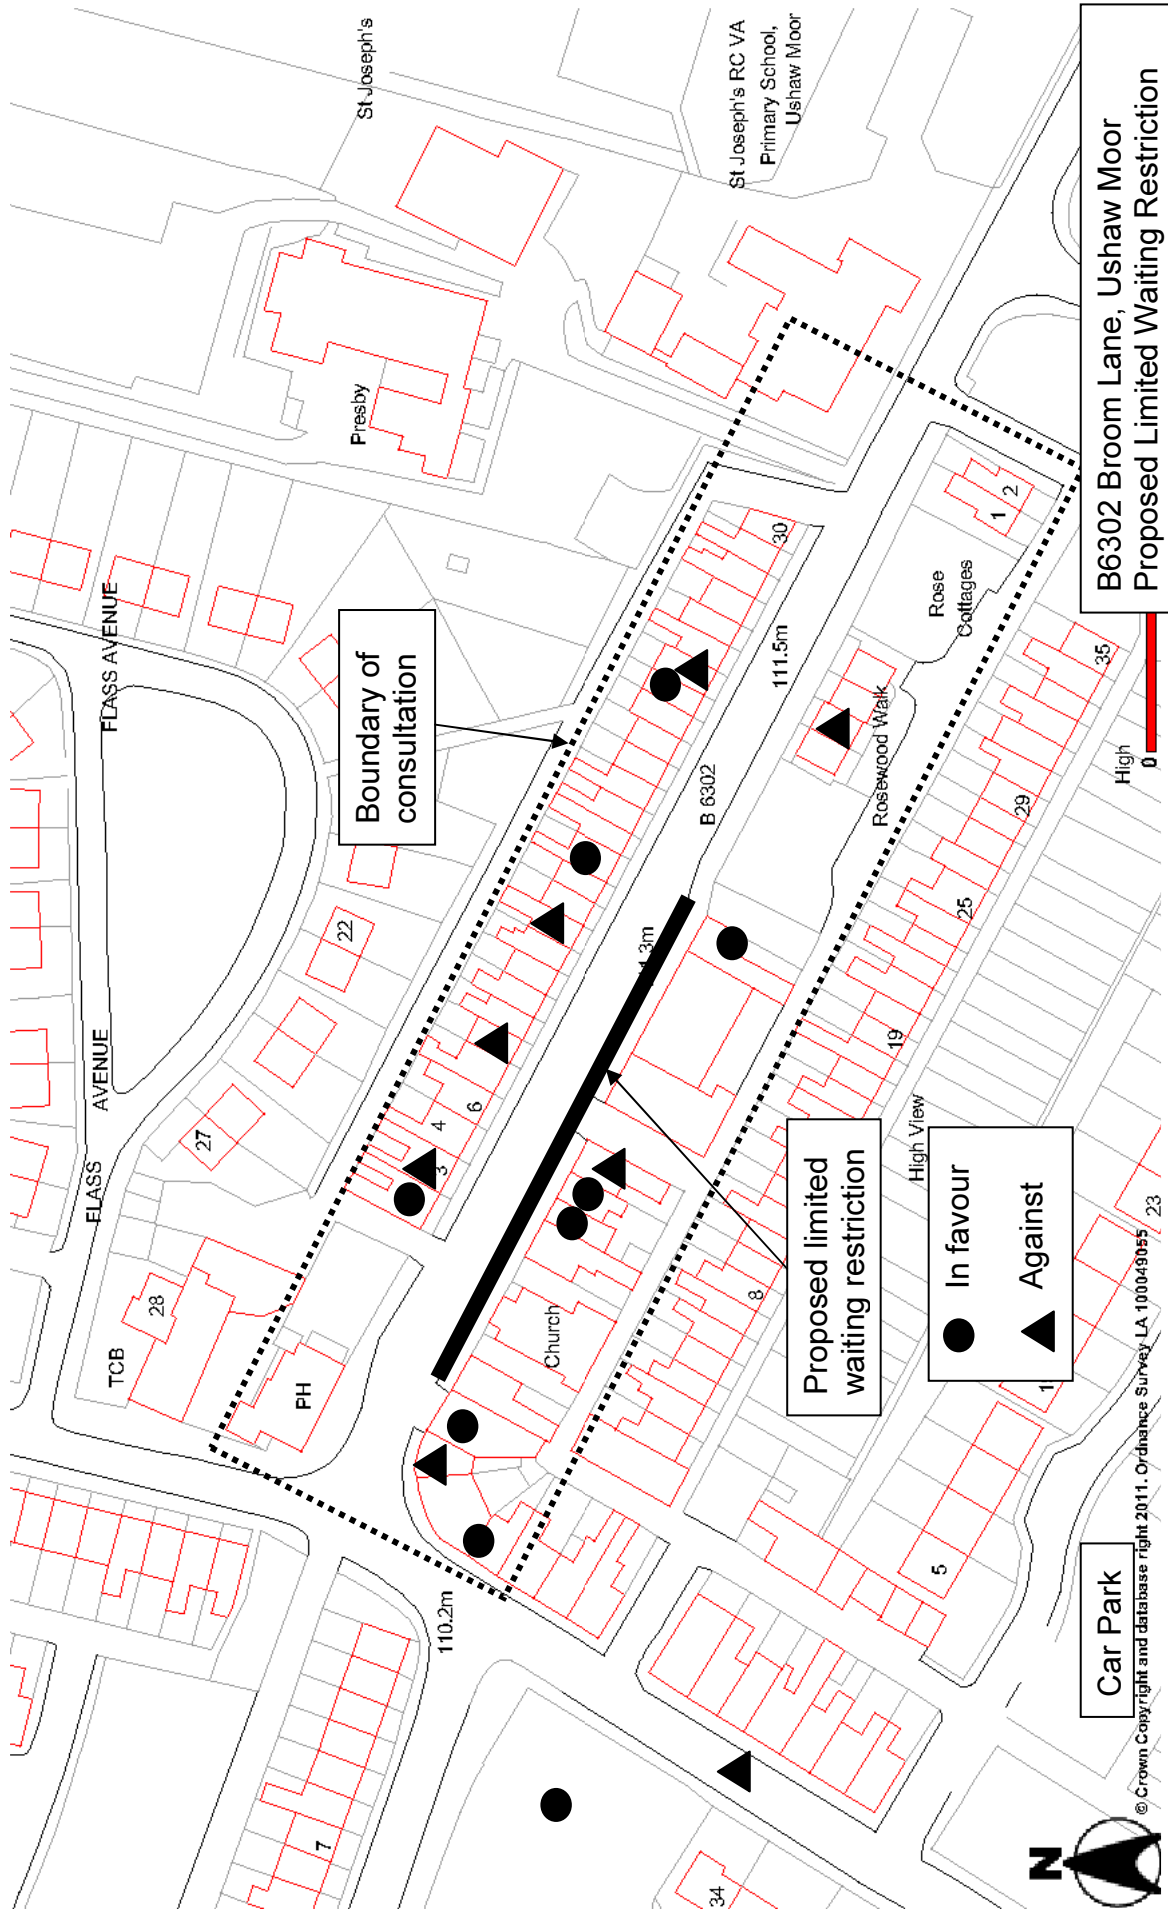 St Joseph's
St Joseph's RC VA
Primary School,
Ushaw Moor
Presby
FLASS AVENUE
Boundary of
consultation
22
AVENUE
FLASS
27
28
TCB
PH
30
111.5m
B 6302
1
2
Rose
Cottages
Rosewood Walk
35
High
0
29
25
19
8
6
4
3
Church
High View
Proposed limited
waiting restriction
In favour
Against
23
5
110.2m
7
34
Car Park
N
© Crown Copyright and database right 2011. Ordnance Survey LA 100049055
B6302 Broom Lane, Ushaw Moor
Proposed Limited Waiting Restriction